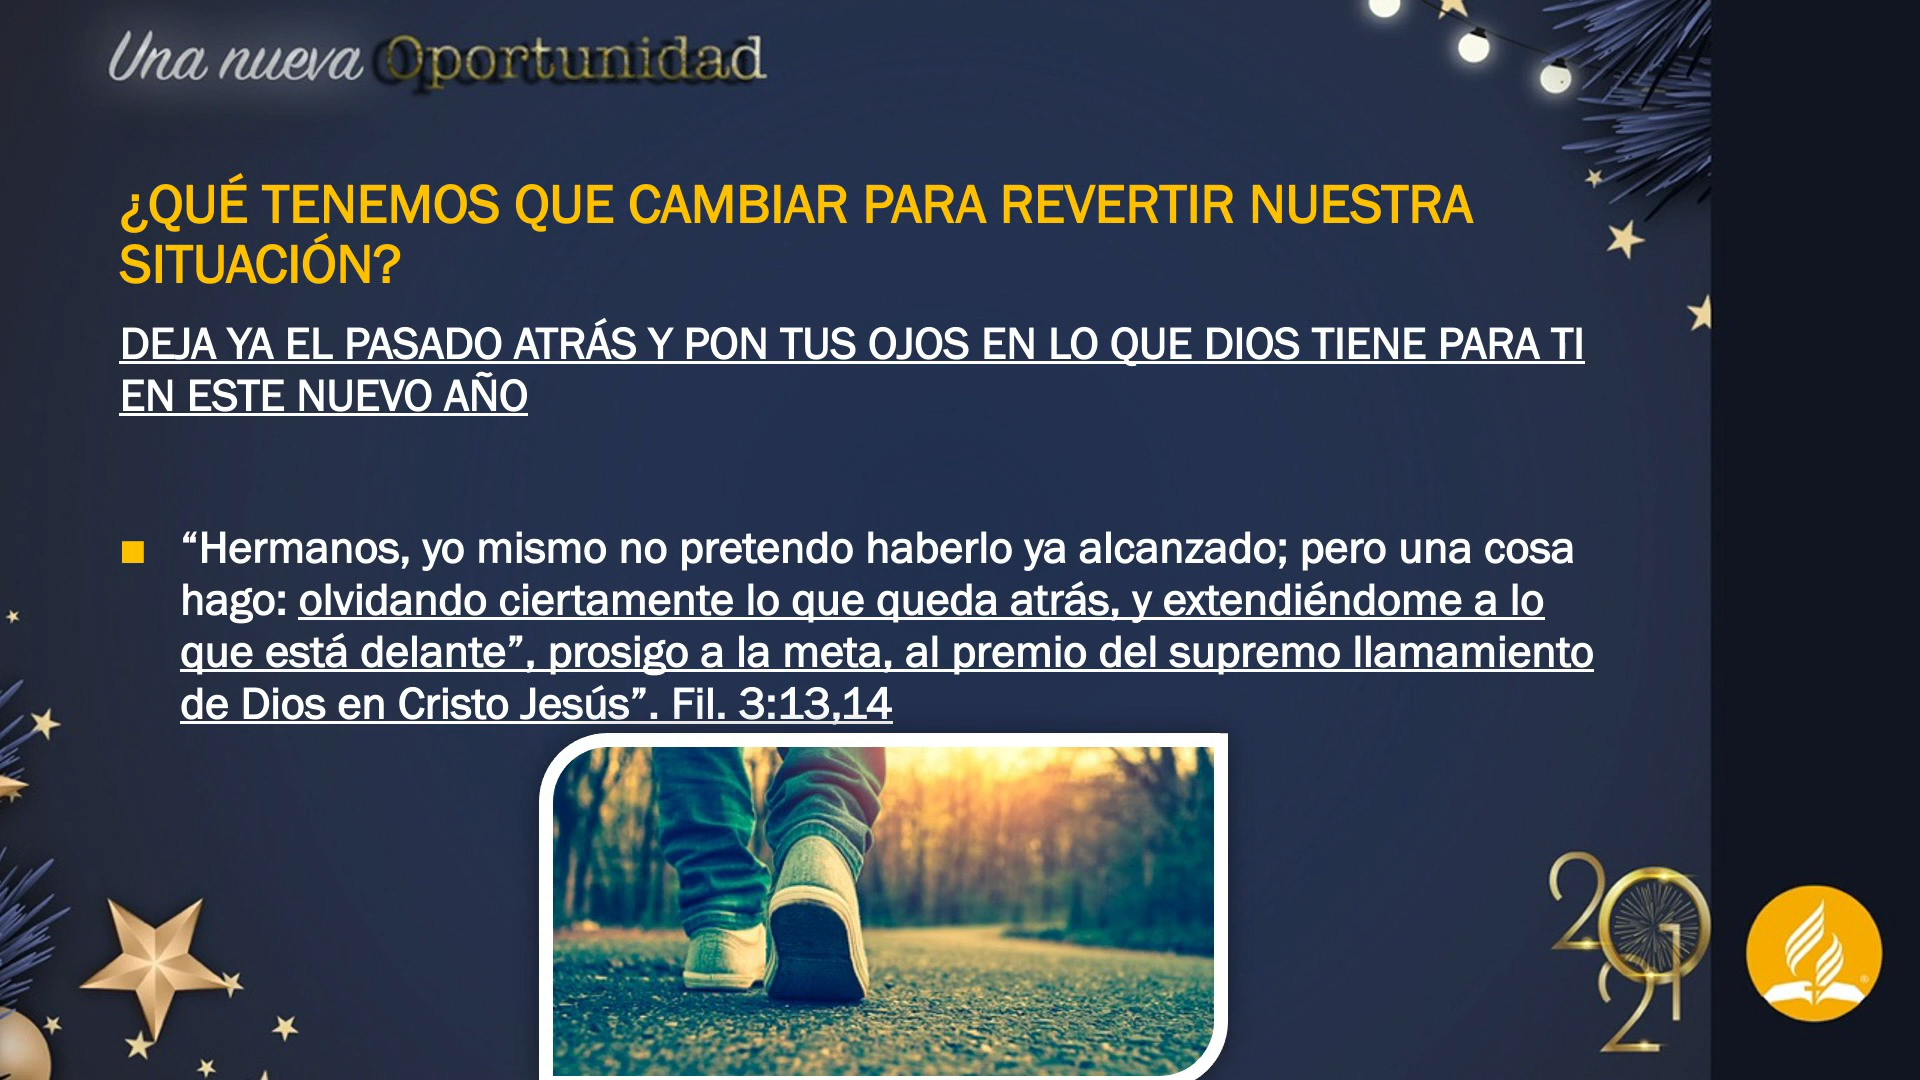 Una nueva Oportunidad
¿QUÉ TENEMOS QUE CAMBIAR PARA REVERTIR NUESTRA
SITUACIÓN?
DEJA YA EL PASADO ATRÁS Y PON TUS OJOS EN LO QUE DIOS TIENE PARA TI
EN ESTE NUEVO AÑO
■ “Hermanos, yo mismo no pretendo haberlo ya alcanzado; pero una cosa
hago: olvidando ciertamente lo que queda atrás, y extendiéndome a lo
que está delante”, prosigo a la meta, al premio del supremo llamamiento
de Dios en Cristo Jesús”. Fil. 3:13,14
20
21